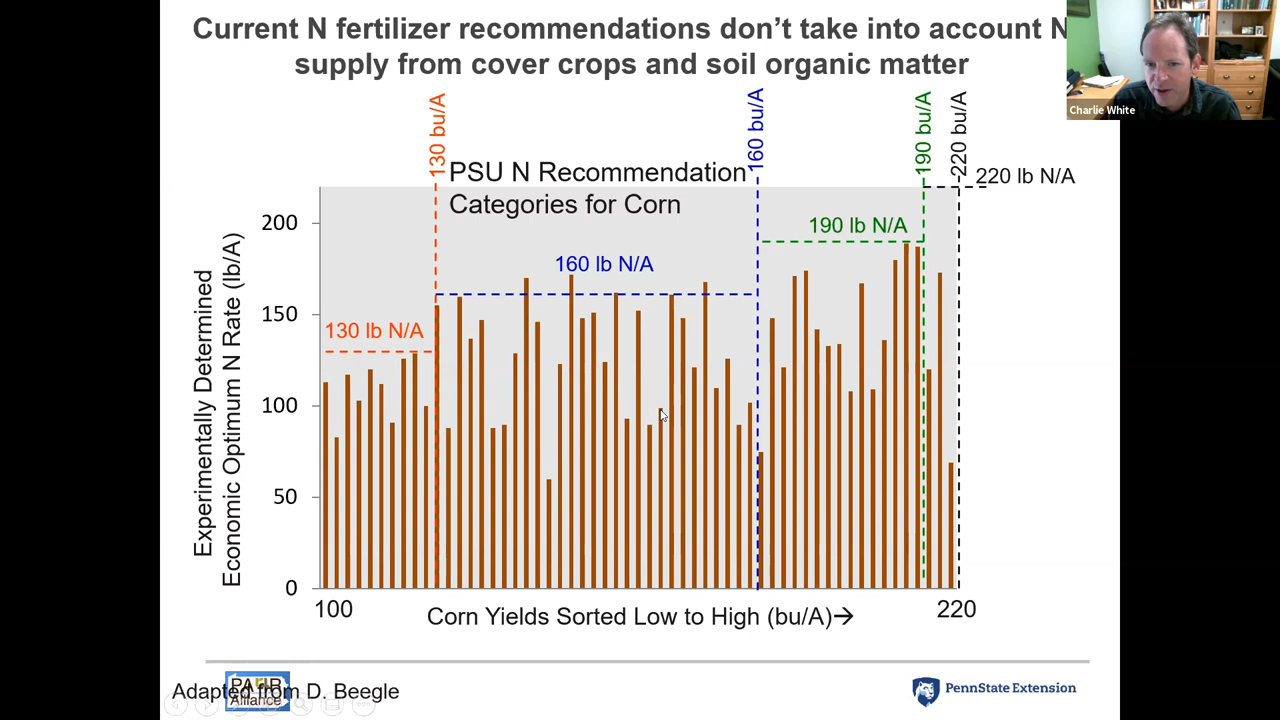 Current N fertilizer recommendations don't take into account N
supply from cover crops and soil organic matter
Charlie White
130 bu/A
160 bu/A
190 bu/A
220 bu/A
PSU N Recommendation
Categories for Corn
220 lb N/A
190 lb N/A
160 lb N/A
130 lb N/A
Experimentally Determined
Economic Optimum N Rate (lb/A)
200
150
100
50
0
100
Corn Yields Sorted Low to High (bu/A)→
220
Adapted from D. Beegle
Alliance
PennState Extension